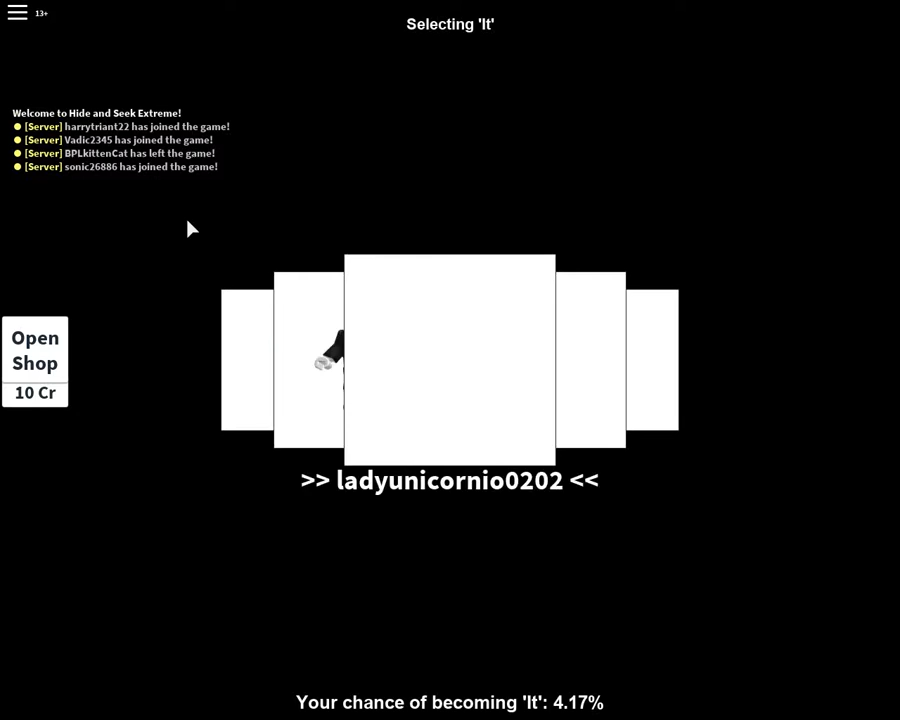 13+
Selecting 'It'
Welcome to Hide and Seek Extreme!
[Server] harrytriant22 has joined the game!
[Server] Vadic2345 has joined the game!
[Server] BPLkittenCat has left the game!
[Server] sonic26886 has joined the game!
Open
Shop
10 Cr
>> ladyunicornio0202 <<
Your chance of becoming 'It': 4.17%